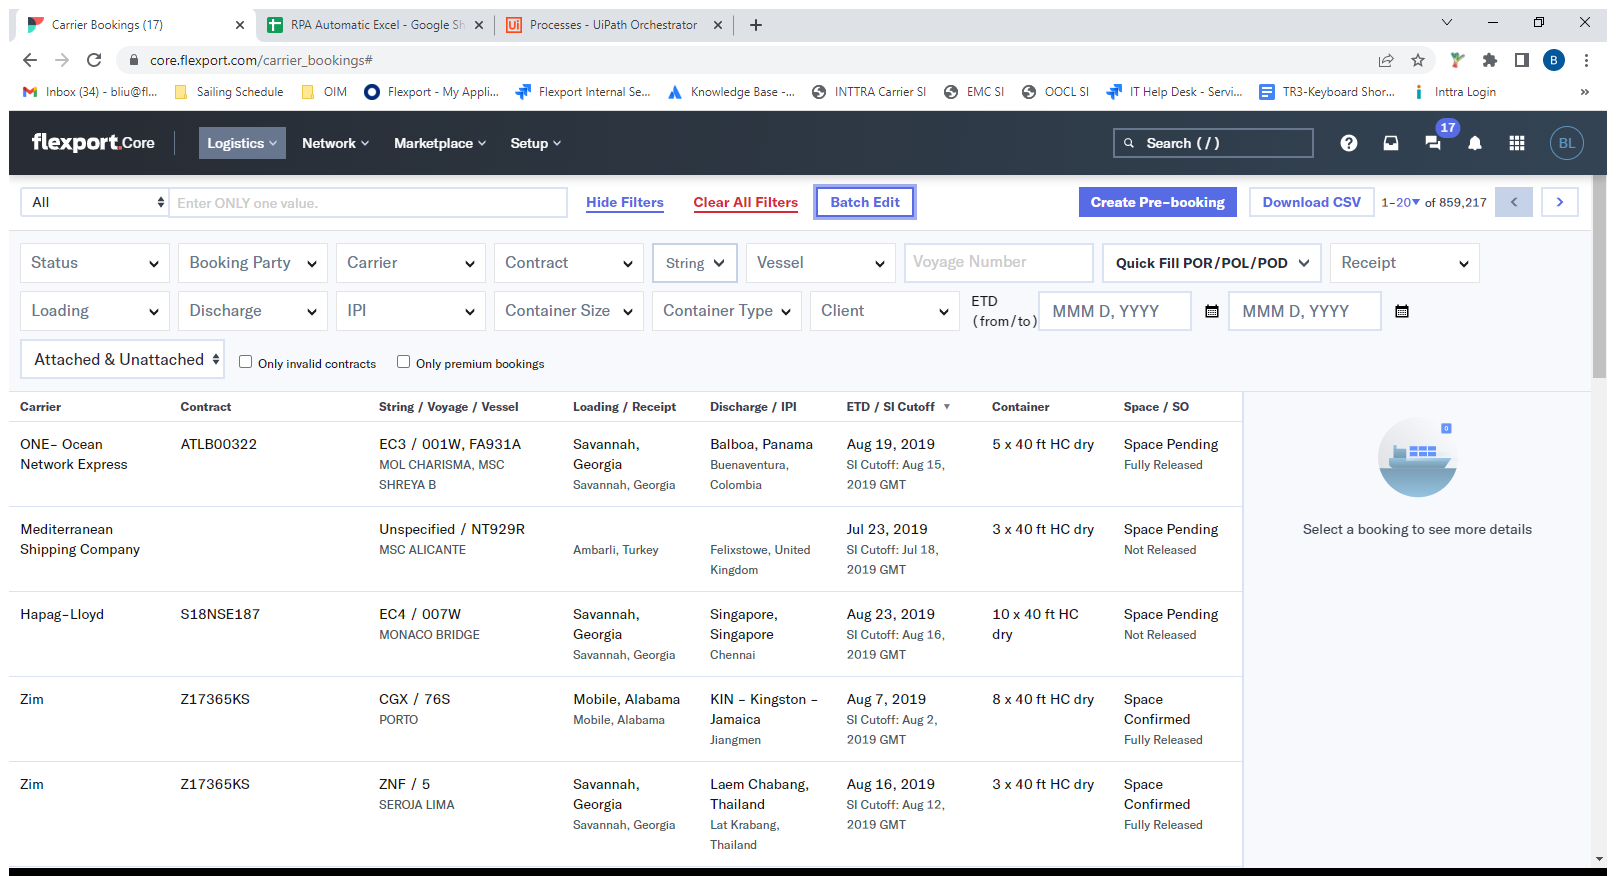 Carrier Bookings (17)
RPA Automatic Excel - Google Sh
Processes - UiPath Orchestrator
core.flexport.com/carrier_bookings#
B
Inbox (34) - bliu@fl...
Sailing Schedule
OIM
Flexport - My Appli...
Flexport Internal Se...
Knowledge Base -...
INTTRA Carrier SI
EMC SI
OOCL SI
IT Help Desk - Servi...
TR3-Keyboard Shor...
Inttra Login
»
flexport.Core
Logistics
Network
Marketplace
Setup
Search ( / )
17
BL
All
Enter ONLY one value.
Hide Filters
Clear All Filters
Batch Edit
Create Pre-booking
Download CSV
1-20▾ of 859,217
Status
Booking Party
Carrier
Contract
String
Vessel
Voyage Number
Quick Fill POR/POL/POD
Receipt
Loading
Discharge
IPI
Container Size
Container Type
Client
ETD
(from/to)
MMM D, YYYY
MMM D, YYYY
Attached & Unattached
Only invalid contracts
Only premium bookings
Carrier
Contract
String / Voyage / Vessel
Loading / Receipt
Discharge / IPI
ETD / SI Cutoff ▼
Container
Space / SO
ONE- Ocean
Network Express
ATLB00322
EC3 / 001W, FA931A
MOL CHARISMA, MSC
SHREYA B
Savannah,
Georgia
Savannah, Georgia
Balboa, Panama
Buenaventura,
Colombia
Aug 19, 2019
SI Cutoff: Aug 15,
2019 GMT
5 x 40 ft HC dry
Space Pending
Fully Released
Mediterranean
Shipping Company
Unspecified / NT929R
MSC ALICANTE
Ambarli, Turkey
Felixstowe, United
Kingdom
Jul 23, 2019
SI Cutoff: Jul 18,
2019 GMT
3 x 40 ft HC dry
Space Pending
Not Released
Hapag-Lloyd
S18NSE187
EC4 / 007W
MONACO BRIDGE
Savannah,
Georgia
Savannah, Georgia
Singapore,
Singapore
Chennai
Aug 23, 2019
SI Cutoff: Aug 16,
2019 GMT
10 x 40 ft HC
dry
Space Pending
Not Released
Zim
Z17365KS
CGX / 76S
PORTO
Mobile, Alabama
Mobile, Alabama
KIN - Kingston -
Jamaica
Jiangmen
Aug 7, 2019
SI Cutoff: Aug 2,
2019 GMT
8 x 40 ft HC dry
Space
Confirmed
Fully Released
Zim
Z17365KS
ZNF / 5
SEROJA LIMA
Savannah,
Georgia
Savannah, Georgia
Laem Chabang,
Thailand
Lat Krabang,
Thailand
Aug 16, 2019
SI Cutoff: Aug 12,
2019 GMT
3 x 40 ft HC dry
Space
Confirmed
Fully Released
0
Select a booking to see more details